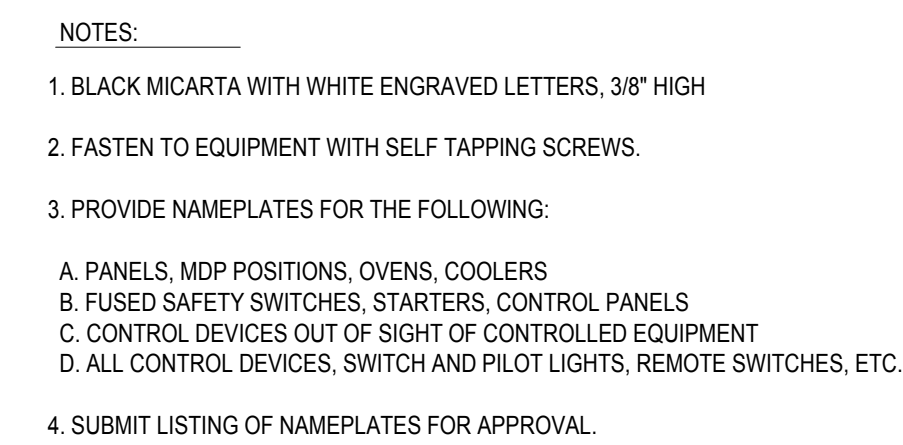 NOTES:
1. BLACK MICARTA WITH WHITE ENGRAVED LETTERS, 3/8" HIGH
2. FASTEN TO EQUIPMENT WITH SELF TAPPING SCREWS.
3. PROVIDE NAMEPLATES FOR THE FOLLOWING:
A. PANELS, MDP POSITIONS, OVENS, COOLERS
B. FUSED SAFETY SWITCHES, STARTERS, CONTROL PANELS
C. CONTROL DEVICES OUT OF SIGHT OF CONTROLLED EQUIPMENT
D. ALL CONTROL DEVICES, SWITCH AND PILOT LIGHTS, REMOTE SWITCHES, ETC.
4. SUBMIT LISTING OF NAMEPLATES FOR APPROVAL.